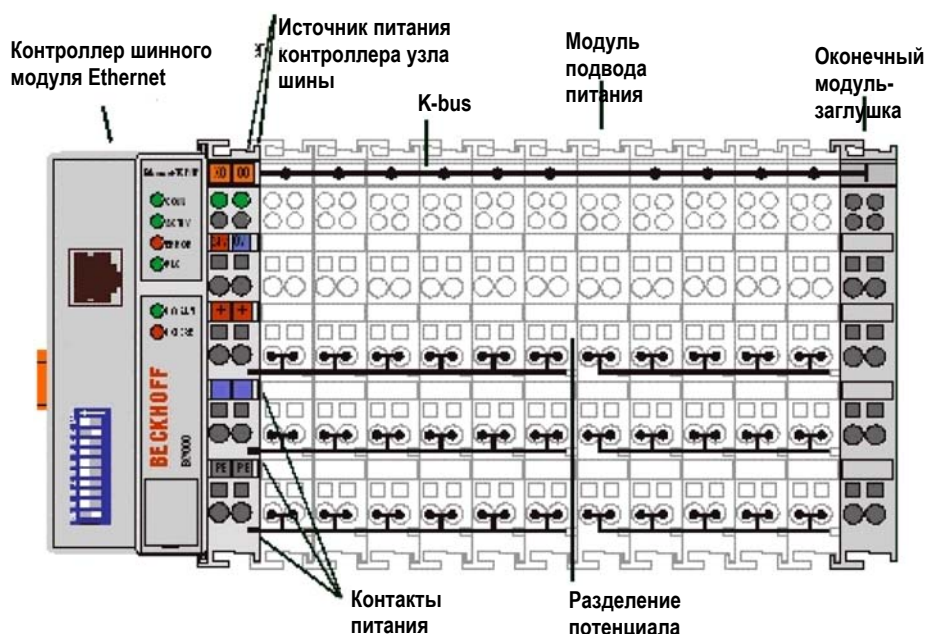 Контроллер шинного
модуля Ethernet
Источник питания
контроллера узла
шины
K-bus
Модуль
подвода
питания
Оконечный
модуль-
заглушка
ERROR
+ +
BECKHOFF
PE PE
Контакты
питания
Разделение
потенциала